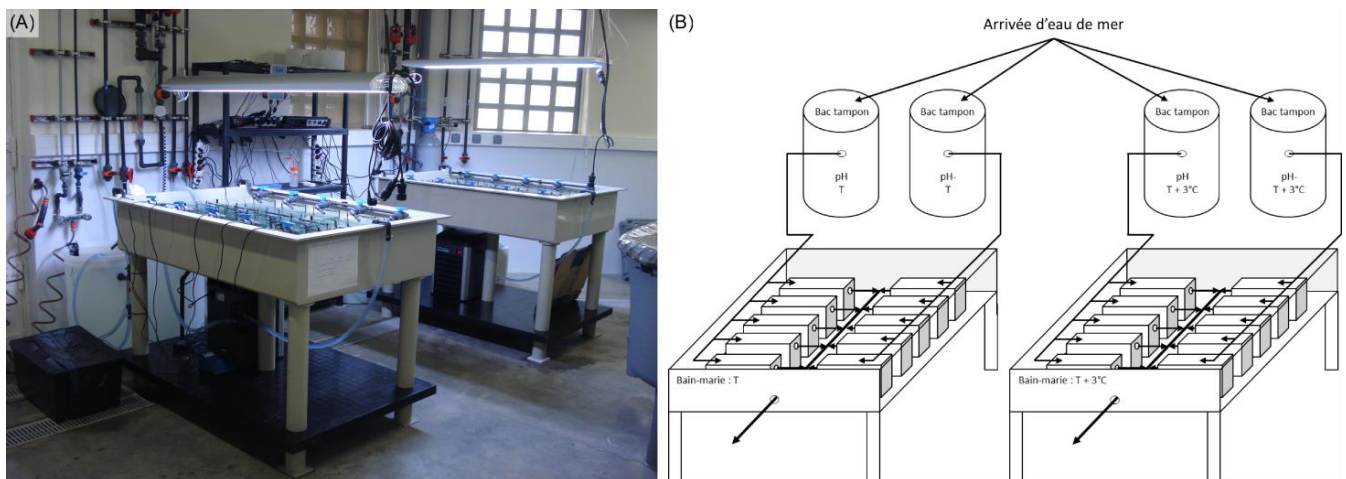 (A)
(B)
Arrivée d'eau de mer
Bac tampon
Bac tampon
Bac tampon
Bac tampon
pH
T
pH-
T
pH
T + 3°C
pH-
T + 3°C
Bain-marie : T
Bain-marie : T + 3°C